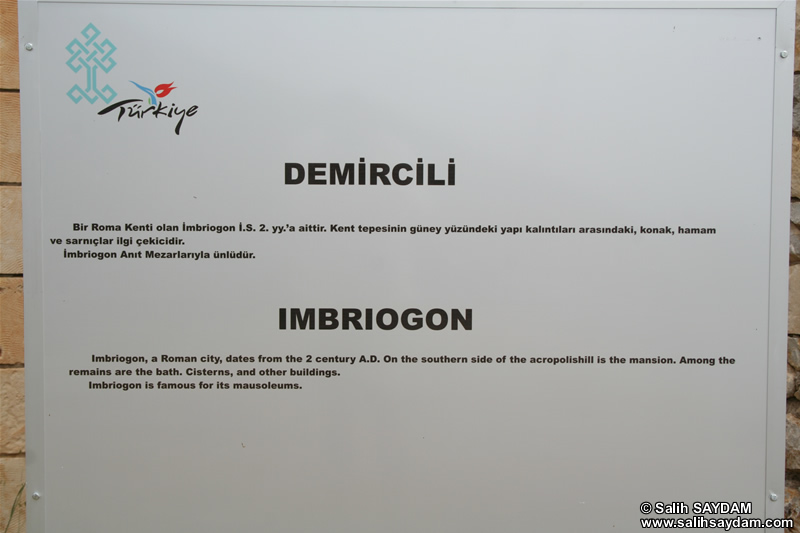 Türkiye
DEMİRCİLİ
Bir Roma Kenti olan İmbriogon İ.S. 2. yy.'a aittir. Kent tepesinin güney yüzündeki yapı kalıntıları arasındaki, konak, hamam
ve sarnıçlar ilgi çekicidir.
İmbriogon Anıt Mezarlarıyla ünlüdür.
IMBRIOGON
Imbriogon, a Roman city, dates from the 2 century A.D. On the southern side of the acropolishill is the mansion. Among the
remains are the bath. Cisterns, and other buildings.
Imbriogon is famous for its mausoleums.
© Salih SAYDAM
www.salihsaydam.com